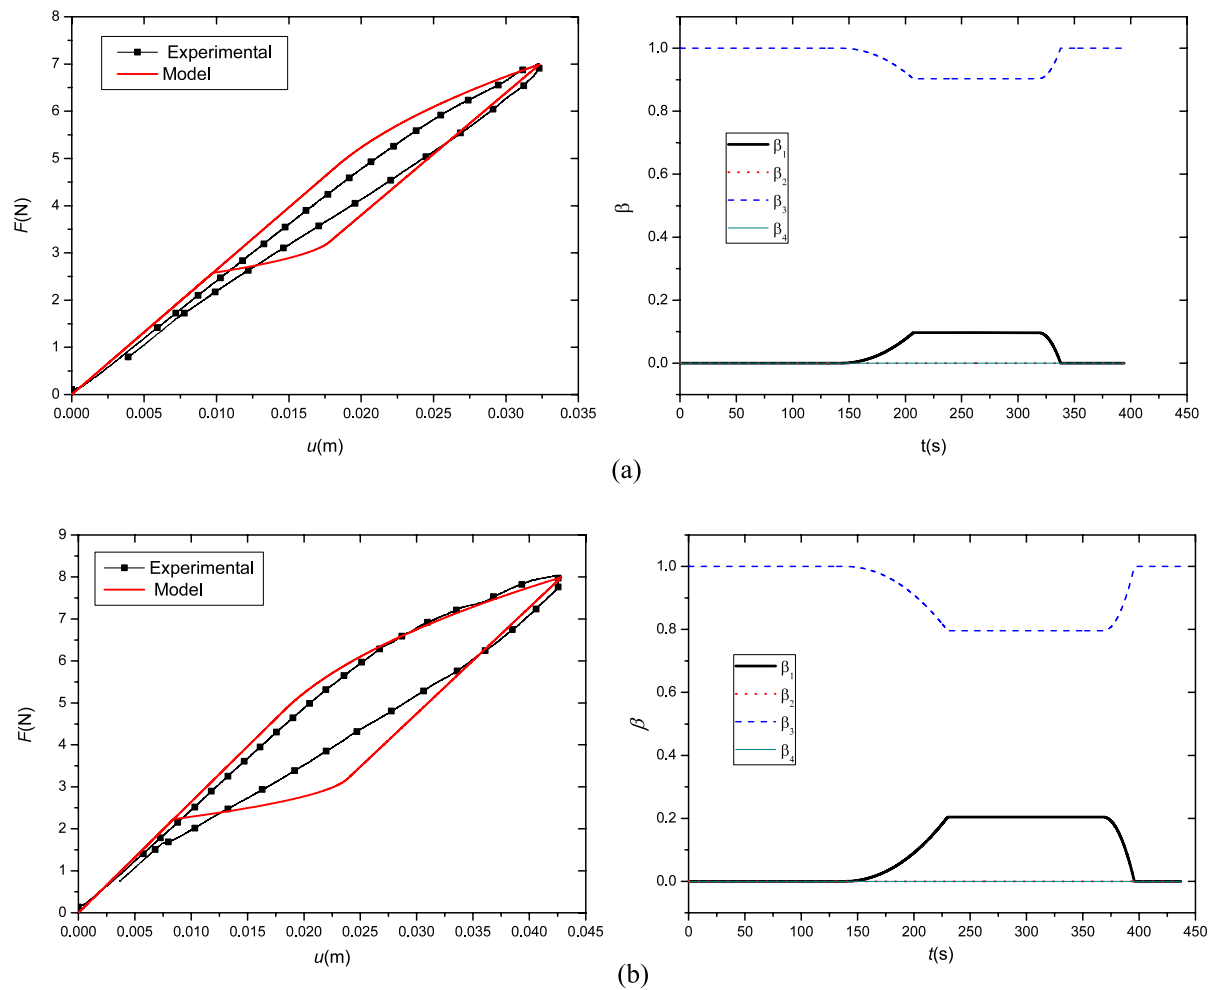 8
7
6
5
4
3
2
1
0
F(N)
Experimental
Model
0.000 0.005 0.010 0.015 0.020 0.025 0.030 0.035
u(m)
1.0
0.8
0.6
0.4
0.2
0.0
β
β1
β2
β3
β4
0 50 100 150 200 250 300 350 400 450
t(s)
(a)
9
8
7
6
5
4
3
2
1
0
F(N)
Experimental
Model
0.000 0.005 0.010 0.015 0.020 0.025 0.030 0.035 0.040 0.045
u(m)
1.0
0.8
0.6
0.4
0.2
0.0
β
β1
β2
β3
β4
0 50 100 150 200 250 300 350 400 450
t(s)
(b)